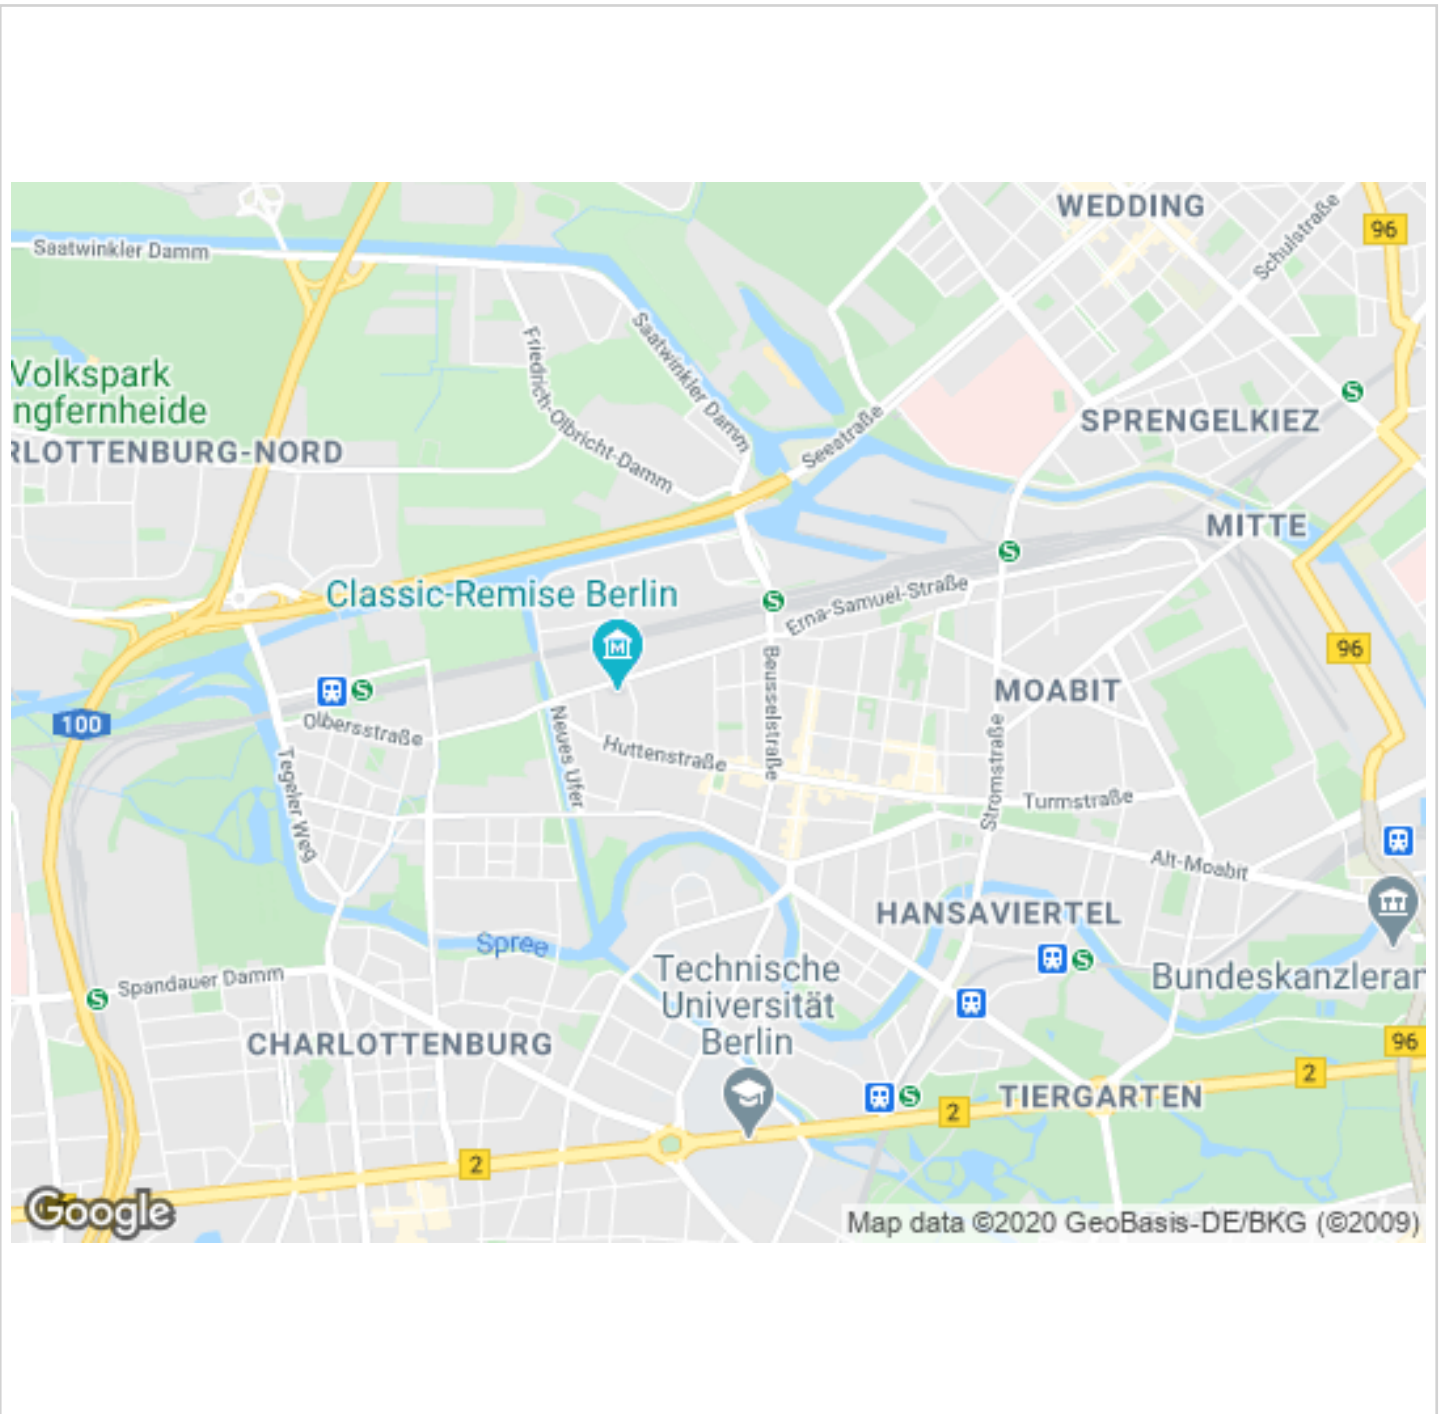 WEDDING
96
Schulstraße
Saatwinkler Damm
Saatwinkler Damm
Friedrich-Olbricht-Damm
Volkspark
ngfernheide
RLOTTENBURG-NORD
Seestraße
SPRENGELKIEZ
S
MITTE
S
Classic-Remise Berlin
M
S
Erna-Samuel-Straße
96
Beusselstraße
MOABIT
S
100
Olbersstraße
Neues Ufer
Huttenstraße
Tegeler Weg
Stromstraße
Turmstraße
Alt-Moabit
HANSAVIERTEL
Spree
S
Technische
Universität
Berlin
Bundeskanzleran
Spandauer Damm
S
CHARLOTTENBURG
96
2
TIERGARTEN
S
2
2
Google
Map data ©2020 GeoBasis-DE/BKG (©2009)